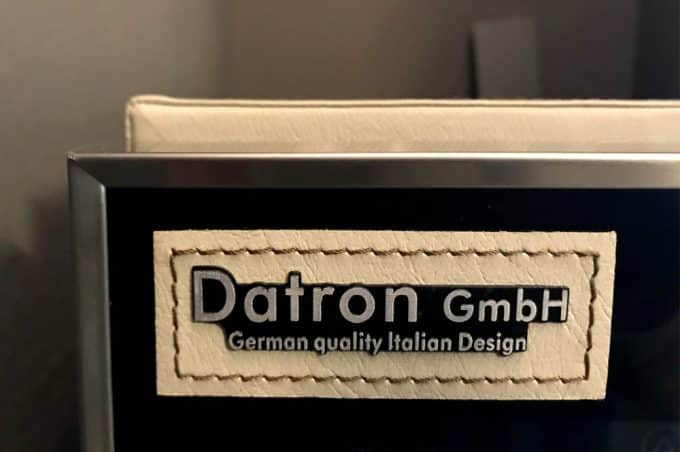 Datron GmbH
German quality Italian Design